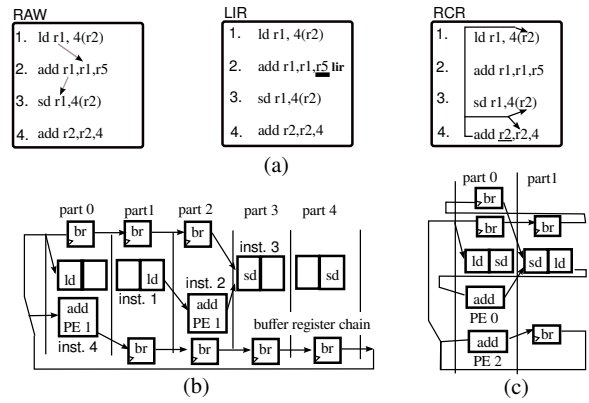 RAW
1. ld r1, 4(r2)
2. add r1,r1,r5
3. sd r1,4(r2)
4. add r2,r2,4
LIR
1. ld r1, 4(r2)
2. add r1,r1,r5 lir
3. sd r1,4(r2)
4. add r2,r2,4
RCR
1. ld r1, 4(r2)
2. add r1,r1,r5
3. sd r1,4(r2)
4. add r2,r2,4
(a)
part 0 part1 part 2 part 3 part 4
br br br
inst. 3
ld ld sd sd
inst. 1 inst. 2
add
PE 1
add
PE 1
inst. 4
buffer register chain
br br br br
(b)
part 0 part1
br
br br
ld sd sd ld
add
PE 0
add br
PE 2
(c)